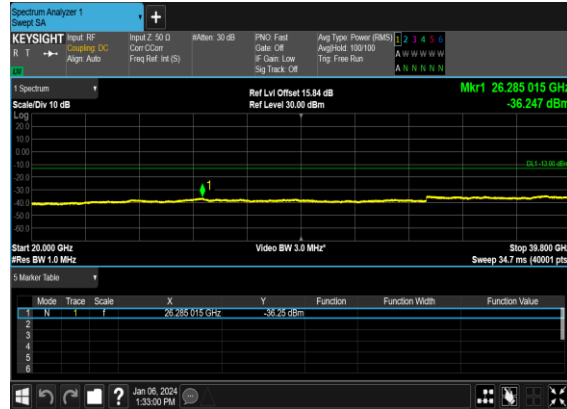 Spectrum Analyzer 1
Swept SA
+
KEYSIGHT Input: RF Input Z: 50 Ω #Atten: 30 dB PNO: Fast Avg Type: Power (RMS) 1 2 3 4 5 6
R T Coupling: DC Corr CCorr Gate: Off Avg|Hold: 100/100 A W W W W W
Align: Auto Freq Ref: Int (S) IF Gain: Low Trig: Free Run
Sig Track: Off A N N N N N
1 Spectrum Ref Lvl Offset 15.84 dB Mkr1 26.285 015 GHz
Scale/Div 10 dB Ref Level 30.00 dBm -36.247 dBm
Log
20.0
10.0
0.00
-10.0
DL1 -13.00 dBm
-20.0
1
-30.0
-40.0
-50.0
-60.0
Start 20.000 GHz Video BW 3.0 MHz* Stop 39.800 GHz
#Res BW 1.0 MHz Sweep 34.7 ms (40001 pts)
5 Marker Table
Mode Trace Scale X Y Function Function Width Function Value
1 N 1 f 26.285 015 GHz -36.25 dBm
2
3
4
5
6
? Jan 06, 2024
1:33:00 PM